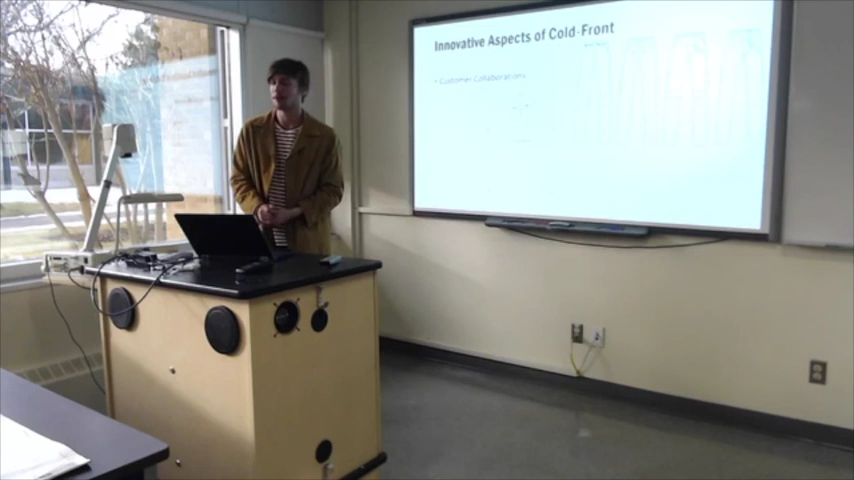 Innovative Aspects of Cold-Front
• Customer Collaborations